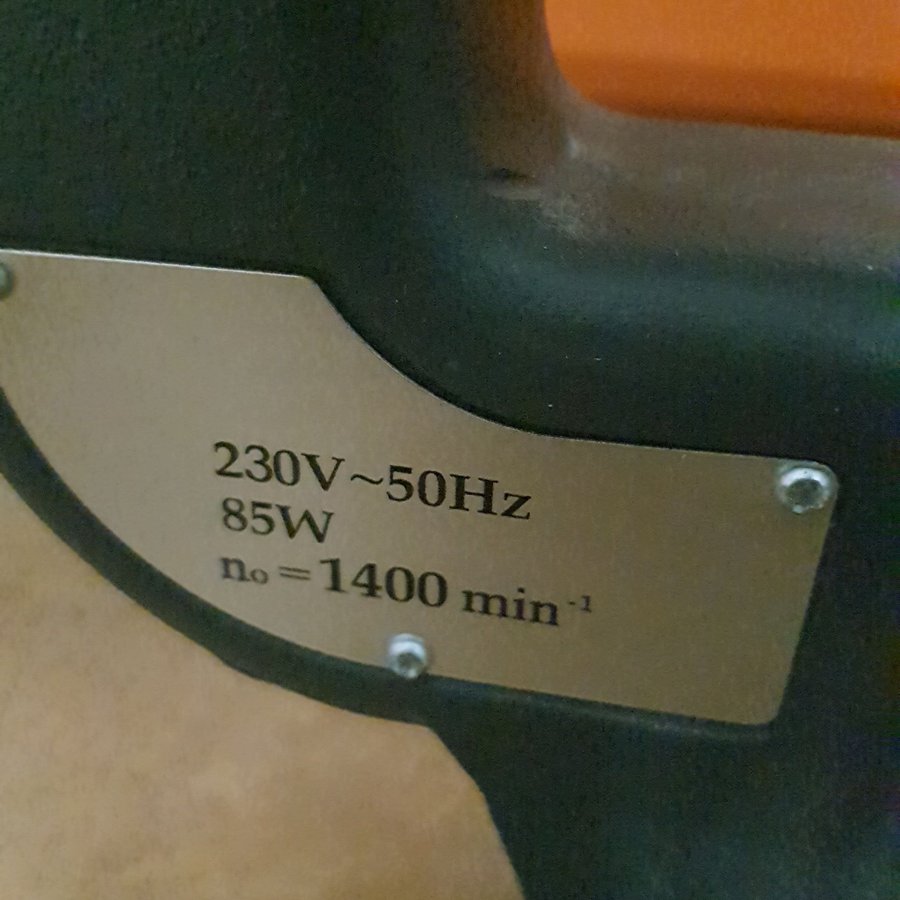 230V~50Hz
85W
n₀ = 1400 min⁻¹